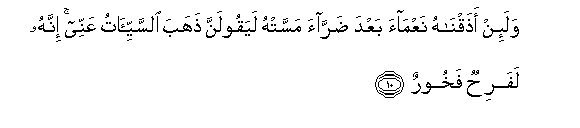 وَلَئِنْ أَذَقْنَـٰهُ نَعْمَآءَ بَعْدَ ضَرَّآءَ مَسَّتْهُ لَيَقُولَنَّ ذَهَبَ ٱلسَّيِّـَٔاتُ عَنِّىٓ ۚ إِنَّهُۥ
لَفَرِحٌ فَخُورٌ ﴿١٠﴾